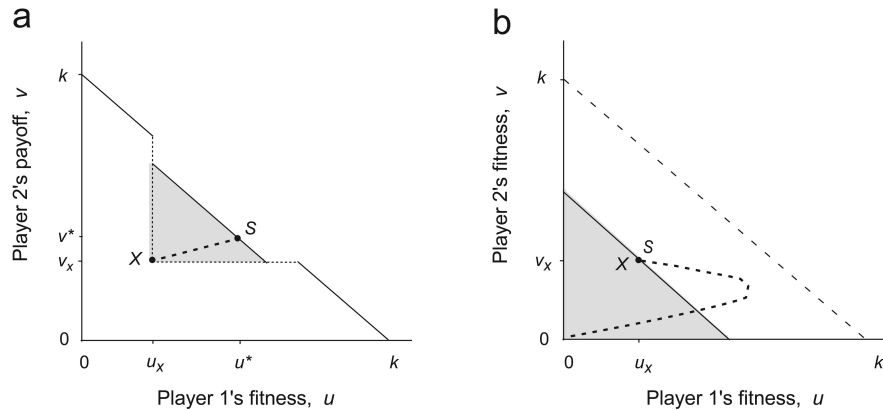 a
k
Player 2's payoff, v
v*
v_x
0
X
S
0
u_x
u*
k
Player 1's fitness, u
b
k
Player 2's fitness, v
v_x
0
X
S
0
u_x
k
Player 1's fitness, u